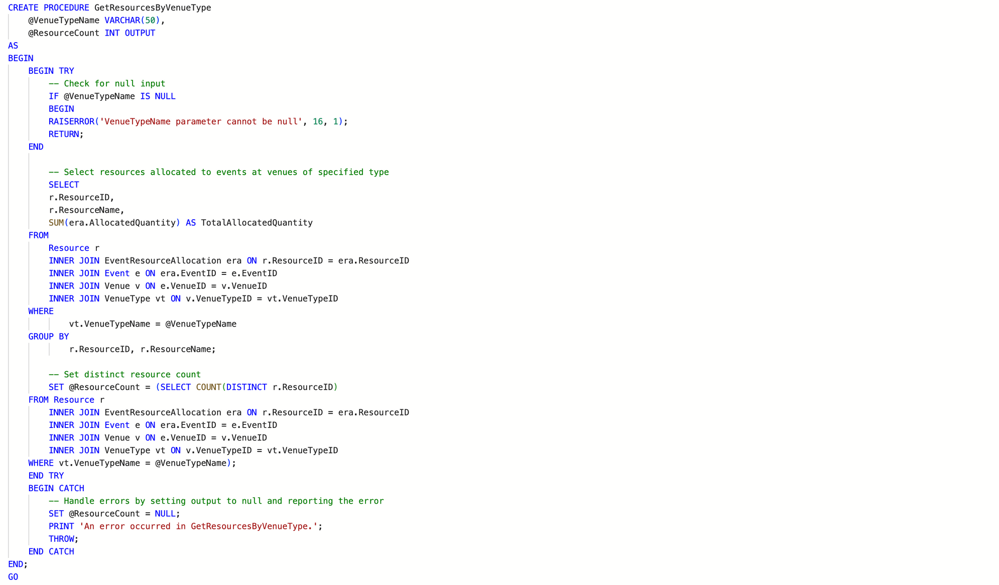 CREATE PROCEDURE GetResourcesByVenueType
@VenueTypeName VARCHAR(50),
@ResourceCount INT OUTPUT
AS
BEGIN
BEGIN TRY
-- Check for null input
IF @VenueTypeName IS NULL
BEGIN
RAISERROR('VenueTypeName parameter cannot be null', 16, 1);
RETURN;
END
-- Select resources allocated to events at venues of specified type
SELECT
r.ResourceID,
r.ResourceName,
SUM(era.AllocatedQuantity) AS TotalAllocatedQuantity
FROM
Resource r
INNER JOIN EventResourceAllocation era ON r.ResourceID = era.ResourceID
INNER JOIN Event e ON era.EventID = e.EventID
INNER JOIN Venue v ON e.VenueID = v.VenueID
INNER JOIN VenueType vt ON v.VenueTypeID = vt.VenueTypeID
WHERE
vt.VenueTypeName = @VenueTypeName
GROUP BY
r.ResourceID, r.ResourceName;
-- Set distinct resource count
SET @ResourceCount = (SELECT COUNT(DISTINCT r.ResourceID)
FROM Resource r
INNER JOIN EventResourceAllocation era ON r.ResourceID = era.ResourceID
INNER JOIN Event e ON era.EventID = e.EventID
INNER JOIN Venue v ON e.VenueID = v.VenueID
INNER JOIN VenueType vt ON v.VenueTypeID = vt.VenueTypeID
WHERE vt.VenueTypeName = @VenueTypeName);
END TRY
BEGIN CATCH
-- Handle errors by setting output to null and reporting the error
SET @ResourceCount = NULL;
PRINT 'An error occurred in GetResourcesByVenueType.';
THROW;
END CATCH
END;
GO